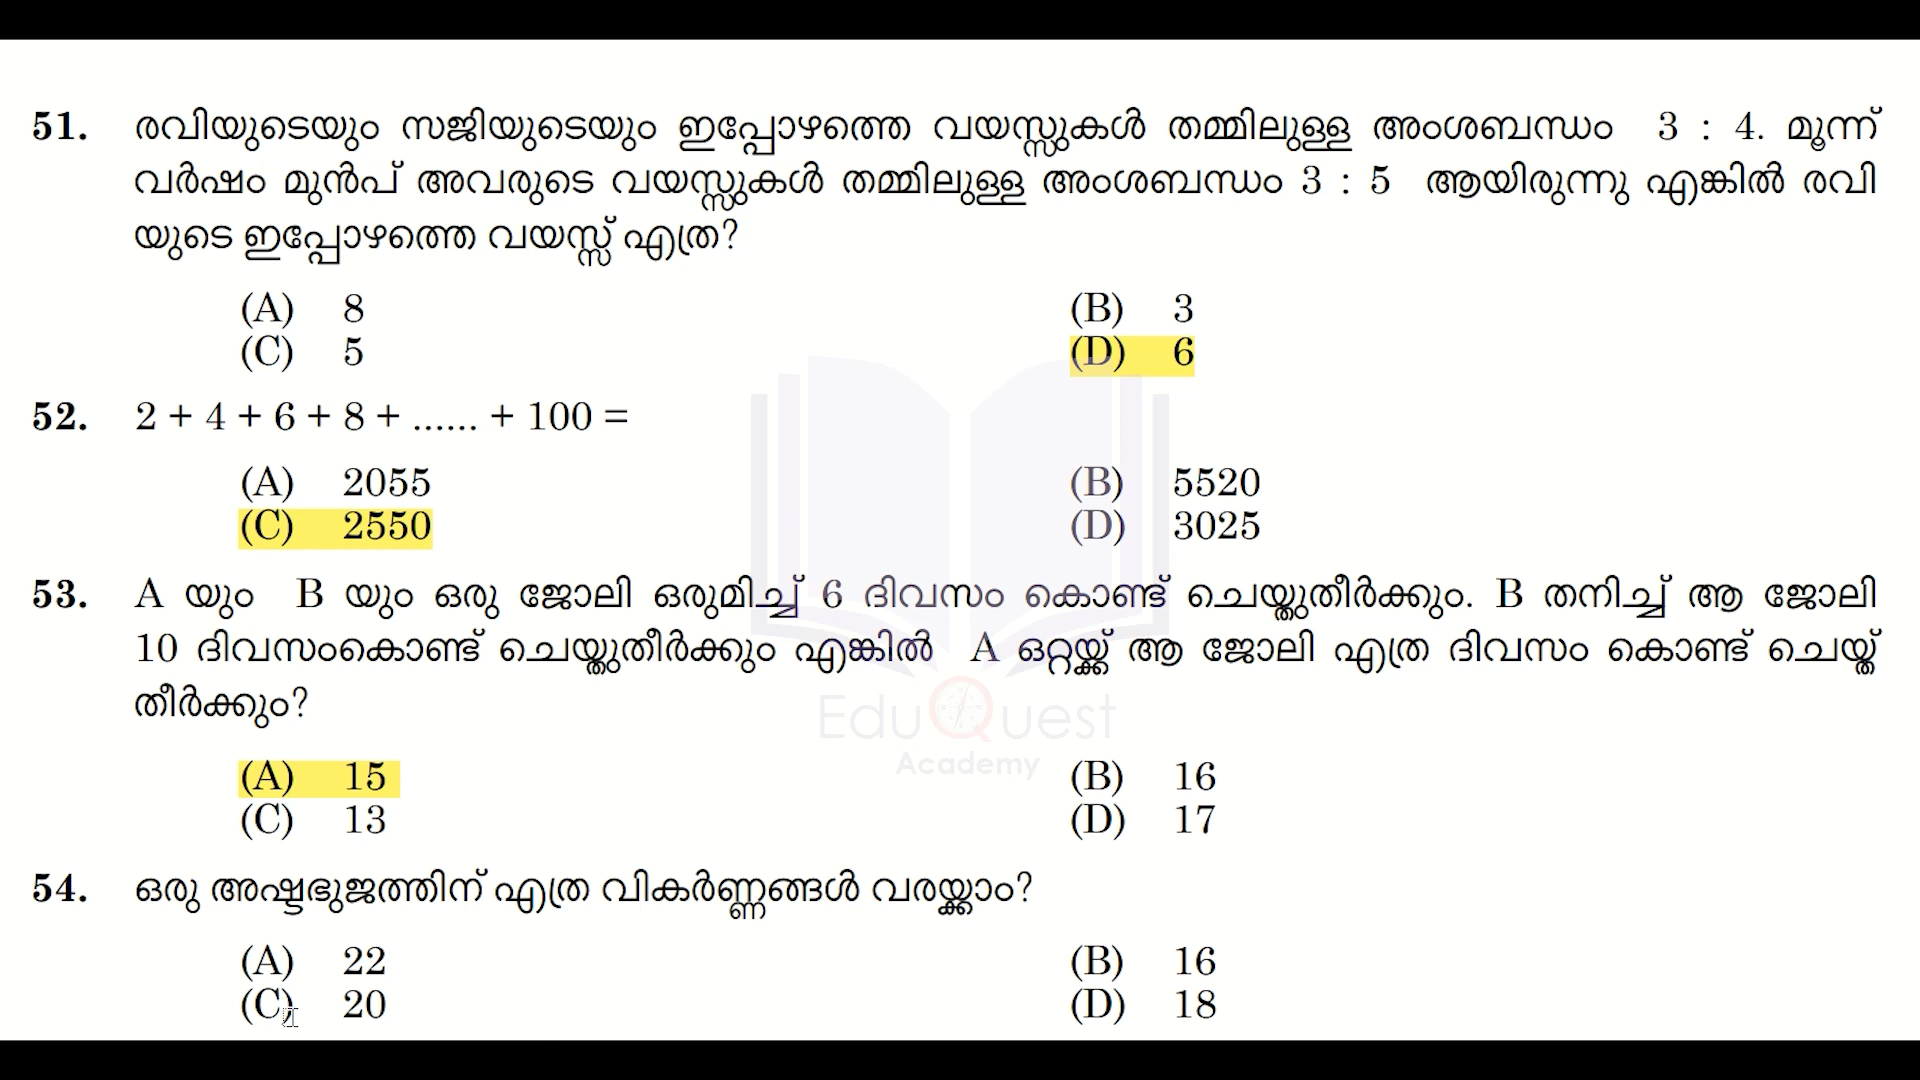 51. രവിയുടെയും സജിയുടെയും ഇപ്പോഴത്തെ വയസ്സുകൾ തമ്മിലുള്ള അംശബന്ധം 3 : 4. മൂന്ന്
വർഷം മുൻപ് അവരുടെ വയസ്സുകൾ തമ്മിലുള്ള അംശബന്ധം 3 : 5 ആയിരുന്നു എങ്കിൽ രവി
യുടെ ഇപ്പോഴത്തെ വയസ്സ് എത്ര?
(A) 8 (B) 3
(C) 5 (D) 6
52. 2 + 4 + 6 + 8 + ...... + 100 =
(A) 2055 (B) 5520
(C) 2550 (D) 3025
53. A യും B യും ഒരു ജോലി ഒരുമിച്ച് 6 ദിവസം കൊണ്ട് ചെയ്തുതീർക്കും. B തനിച്ച് ആ ജോലി
10 ദിവസംകൊണ്ട് ചെയ്തുതീർക്കും എങ്കിൽ A ഒറ്റയ്ക്ക് ആ ജോലി എത്ര ദിവസം കൊണ്ട് ചെയ്ത്
തീർക്കും?
EduQuest
Academy
(A) 15 (B) 16
(C) 13 (D) 17
54. ഒരു അഷ്ടഭുജത്തിന് എത്ര വികർണ്ണങ്ങൾ വരയ്ക്കാം?
(A) 22 (B) 16
(C) 20 (D) 18